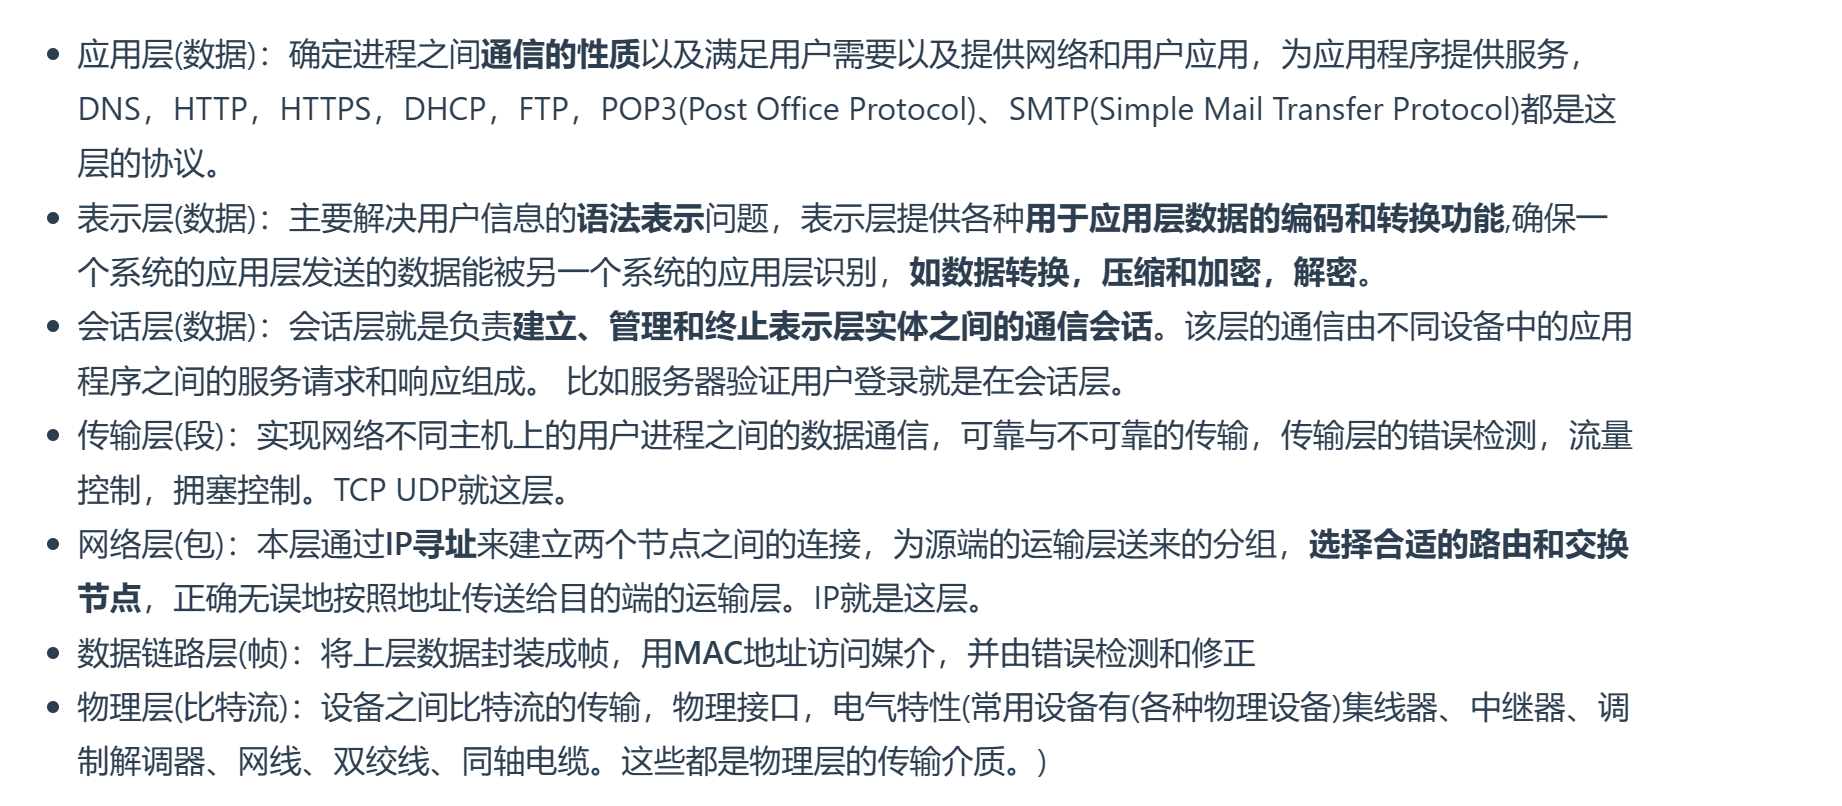 应用层(数据)：确定进程之间通信的性质以及满足用户需要以及提供网络和用户应用，为应用程序提供服务，
DNS，HTTP，HTTPS，DHCP，FTP，POP3(Post Office Protocol)、SMTP(Simple Mail Transfer Protocol)都是这
层的协议。
表示层(数据)：主要解决用户信息的语法表示问题，表示层提供各种用于应用层数据的编码和转换功能,确保一
个系统的应用层发送的数据能被另一个系统的应用层识别，如数据转换，压缩和加密，解密。
会话层(数据)：会话层就是负责建立、管理和终止表示层实体之间的通信会话。该层的通信由不同设备中的应用
程序之间的服务请求和响应组成。 比如服务器验证用户登录就是在会话层。
传输层(段)：实现网络不同主机上的用户进程之间的数据通信，可靠与不可靠的传输，传输层的错误检测，流量
控制，拥塞控制。TCP UDP就这层。
网络层(包)：本层通过IP寻址来建立两个节点之间的连接，为源端的运输层送来的分组，选择合适的路由和交换
节点，正确无误地按照地址传送给目的端的运输层。IP就是这层。
数据链路层(帧)：将上层数据封装成帧，用MAC地址访问媒介，并由错误检测和修正
物理层(比特流)：设备之间比特流的传输，物理接口，电气特性(常用设备有(各种物理设备)集线器、中继器、调
制解调器、网线、双绞线、同轴电缆。这些都是物理层的传输介质。)